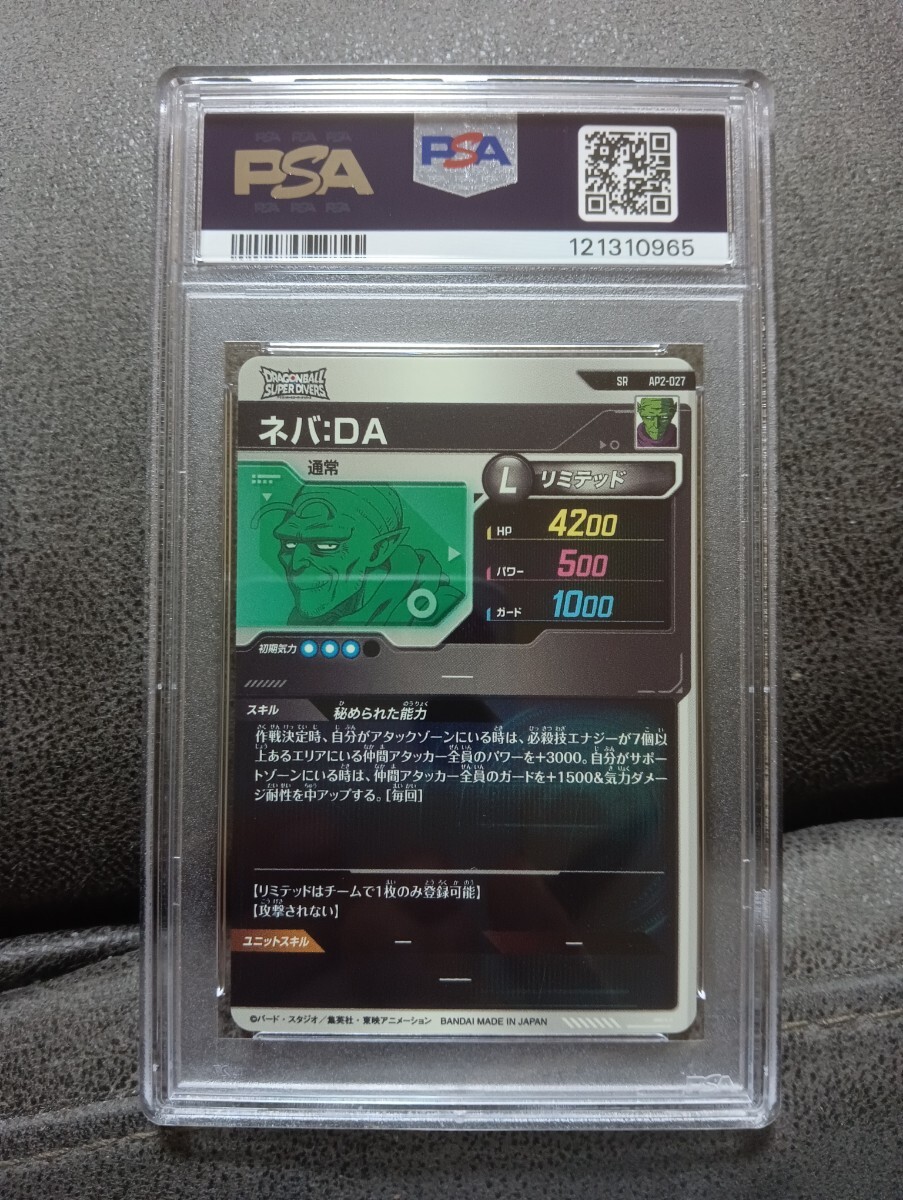 PSA PSA PSA
PSA
PSA PSA PSA
PSA
121310965
DRAGONBALL
SUPER DIVERS
SR AP2-027
ネバ:DA
通常
L リミテッド
HP 4200
パワー 500
ガード 1000
初期気力
—
スキル 秘められた能力
作戦決定時、自分がアタックゾーンにいる時は、必殺技エナジーが7個以
上あるエリアにいる仲間アタッカー全員のパワーを+3000。自分がサポー
トゾーンにいる時は、仲間アタッカー全員のガードを+1500&気力ダメー
ジ耐性を中アップする。[毎回]
【リミテッドはチームで1枚のみ登録可能】
【攻撃されない】
ユニットスキル — —
—
©バード・スタジオ/集英社・東映アニメーション BANDAI MADE IN JAPAN
PSA